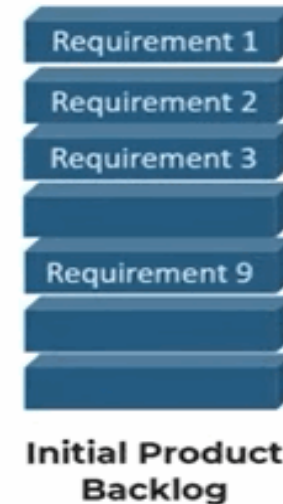 Requirement 1
Requirement 2
Requirement 3
Requirement 9
Initial Product
Backlog